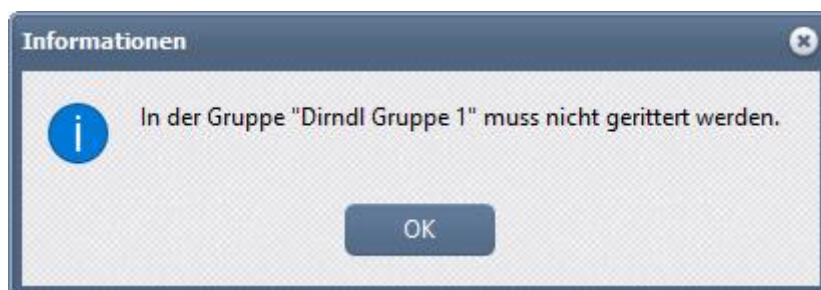 Informationen
In der Gruppe "Dirndl Gruppe 1" muss nicht gerittert werden.
OK